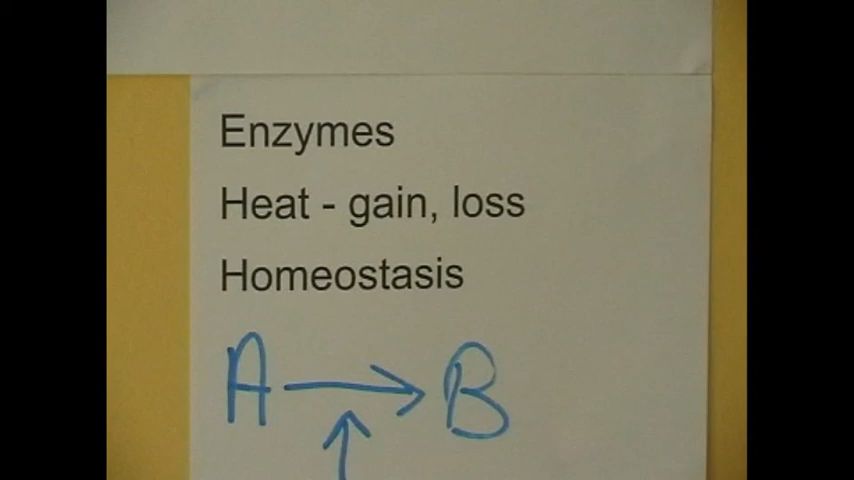 Enzymes
Heat - gain, loss
Homeostasis
A → B